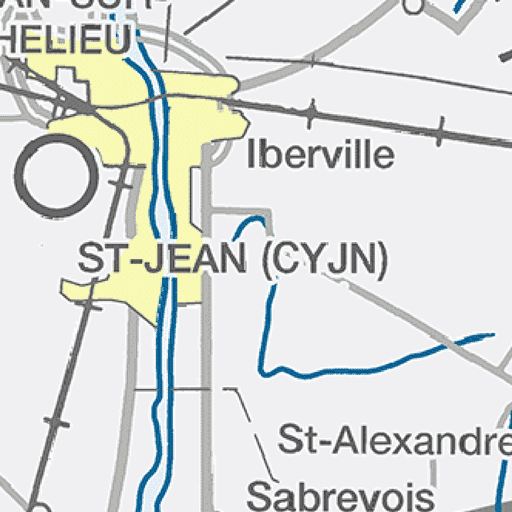 HELIEU
Iberville
ST-JEAN (CYJN)
St-Alexandre
Sabrevois